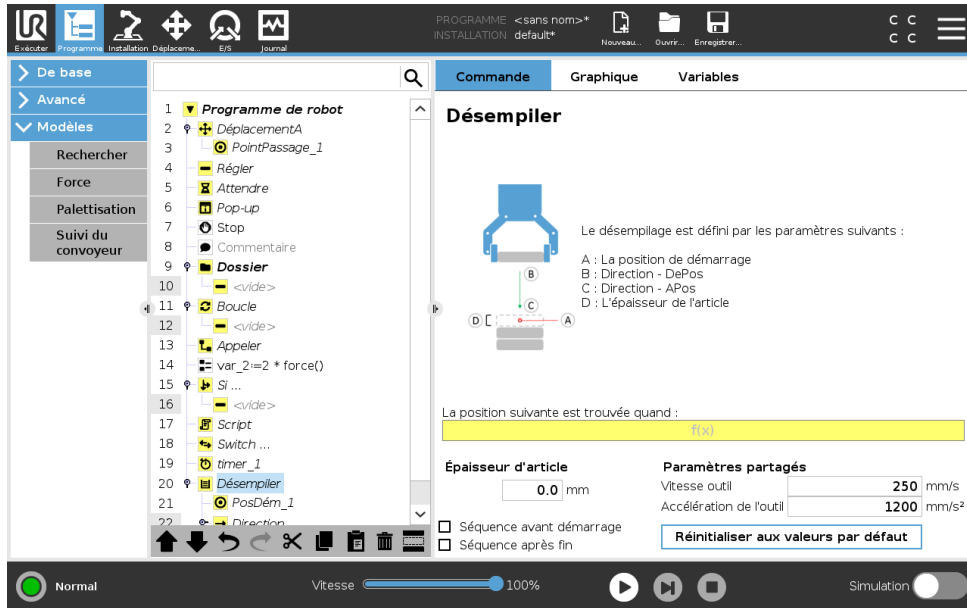 PROGRAMME <sans nom>*
INSTALLATION default*
UR
Exécuter
Programme
Installation
Déplaceme...
E/S
Journal
Nouveau...
Ouvrir...
Enregistrer...
C C
C C
De base
Avancé
Modèles
Rechercher
Force
Palettisation
Suivi du
convoyeur
1 Programme de robot
2 DéplacementA
3 PointPassage_1
4 Régler
5 Attendre
6 Pop-up
7 Stop
8 Commentaire
9 Dossier
10 <vide>
11 Boucle
12 <vide>
13 Appeler
14 var_2:=2 * force()
15 Si ...
16 <vide>
17 Script
18 Switch ...
19 timer_1
20 Désempiler
21 PosDém_1
22 Direction
Commande
Graphique
Variables
Désempiler
B
C
D
A
Le désempilage est défini par les paramètres suivants :
A : La position de démarrage
B : Direction - DePos
C : Direction - APos
D : L'épaisseur de l'article
La position suivante est trouvée quand :
f(x)
Épaisseur d'article
0.0 mm
Séquence avant démarrage
Séquence après fin
Paramètres partagés
Vitesse outil 250 mm/s
Accélération de l'outil 1200 mm/s²
Réinitialiser aux valeurs par défaut
Normal
Vitesse 100%
Simulation